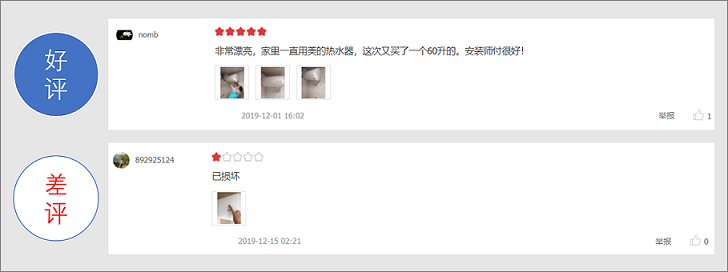 好评
nomb
非常漂亮，家里一直用美的热水器，这次又买了一个60升的。安装师付很好！
2019-12-01 16:02
举报
1
差评
892925124
已损坏
2019-12-15 02:21
举报
0